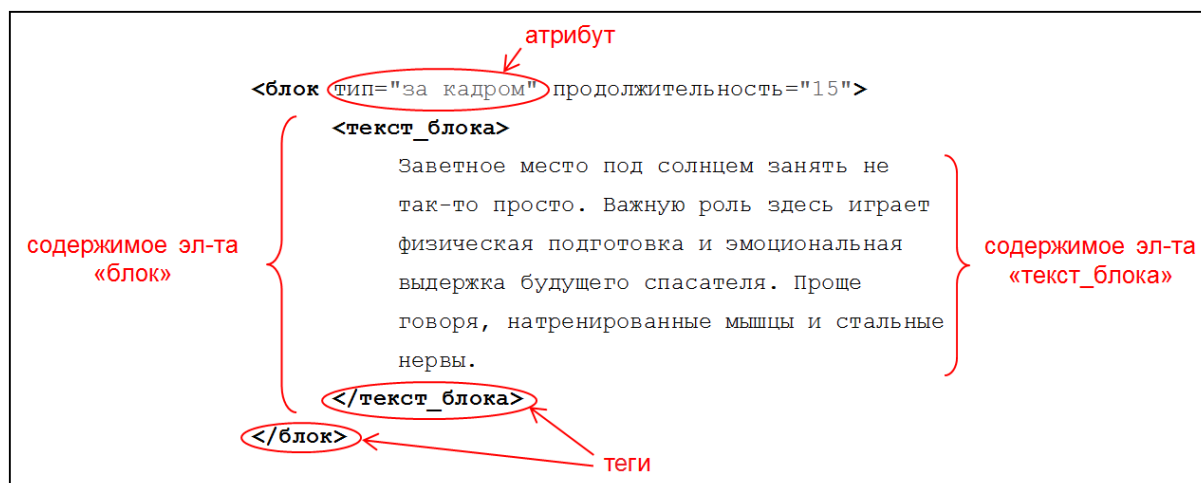 атрибут
<блок тип="за кадром" продолжительность="15">
<текст_блока>
Заветное место под солнцем занять не
так-то просто. Важную роль здесь играет
физическая подготовка и эмоциональная
выдержка будущего спасателя. Проще
говоря, натренированные мышцы и стальные
нервы.
</текст_блока>
</блок>
содержимое эл-та
«блок»
содержимое эл-та
«текст_блока»
теги